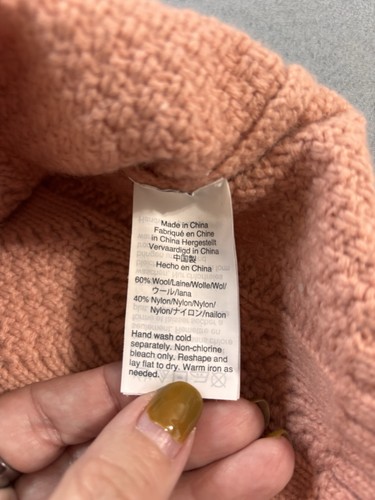 Made in China
Fabriqué en Chine
in China Hergestellt
Vervaardigd in China
中国製
Hecho en China
60% Wool/Laine/Wolle/Wol/
ウール/lana
40% Nylon/Nylon/Nylon/
Nylon/ナイロン/nailon
Hand wash cold
separately. Non-chlorine
bleach only. Reshape and
lay flat to dry. Warm iron as
needed.